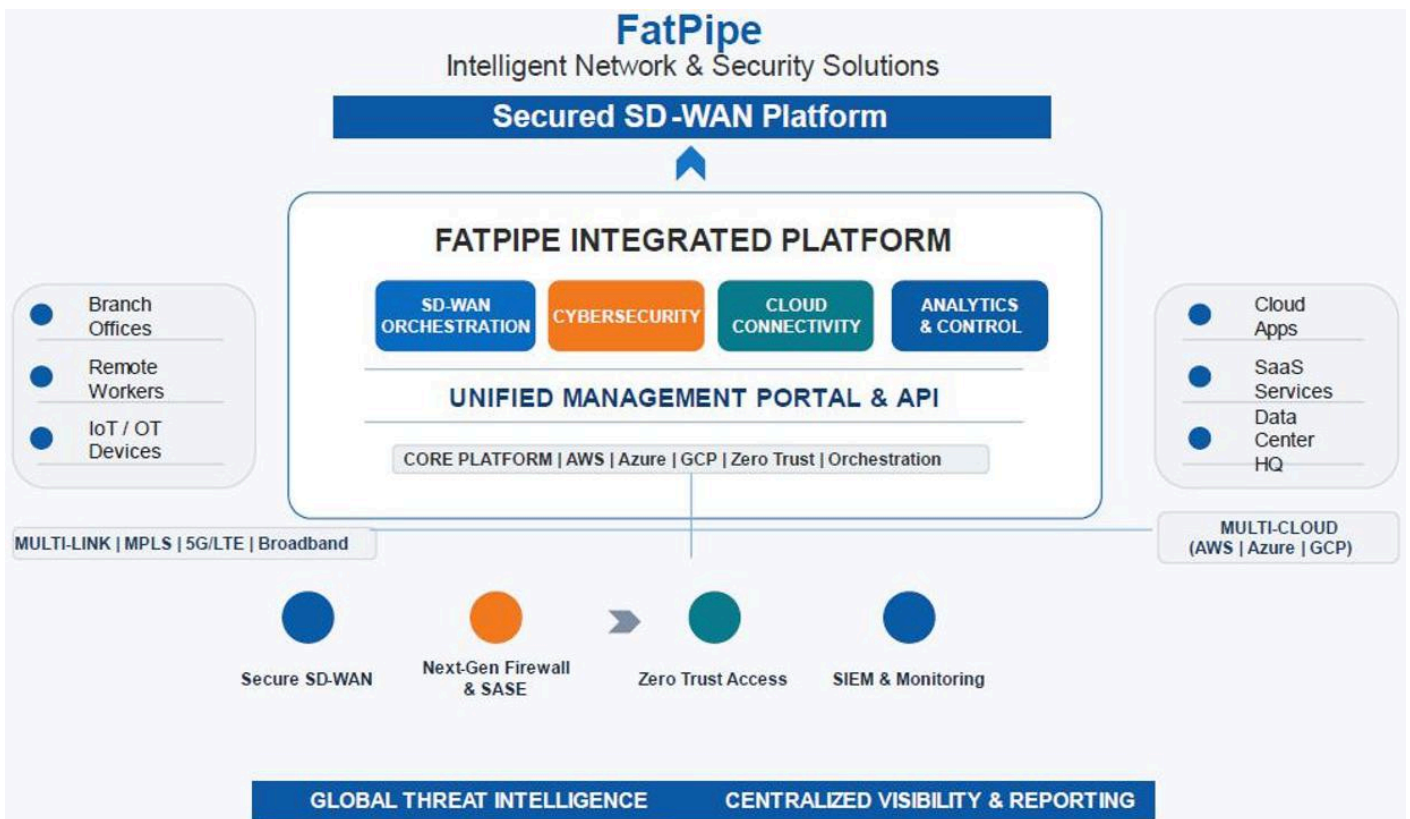 FatPipe
Intelligent Network & Security Solutions
Secured SD-WAN Platform
FATPIPE INTEGRATED PLATFORM
SD-WAN
ORCHESTRATION
CYBERSECURITY
CLOUD
CONNECTIVITY
ANALYTICS
& CONTROL
UNIFIED MANAGEMENT PORTAL & API
CORE PLATFORM | AWS | Azure | GCP | Zero Trust | Orchestration
Branch
Offices
Remote
Workers
IoT / OT
Devices
Cloud
Apps
SaaS
Services
Data
Center
HQ
MULTI-LINK | MPLS | 5G/LTE | Broadband
MULTI-CLOUD
(AWS | Azure | GCP)
Secure SD-WAN
Next-Gen Firewall
& SASE
Zero Trust Access
SIEM & Monitoring
GLOBAL THREAT INTELLIGENCE
CENTRALIZED VISIBILITY & REPORTING